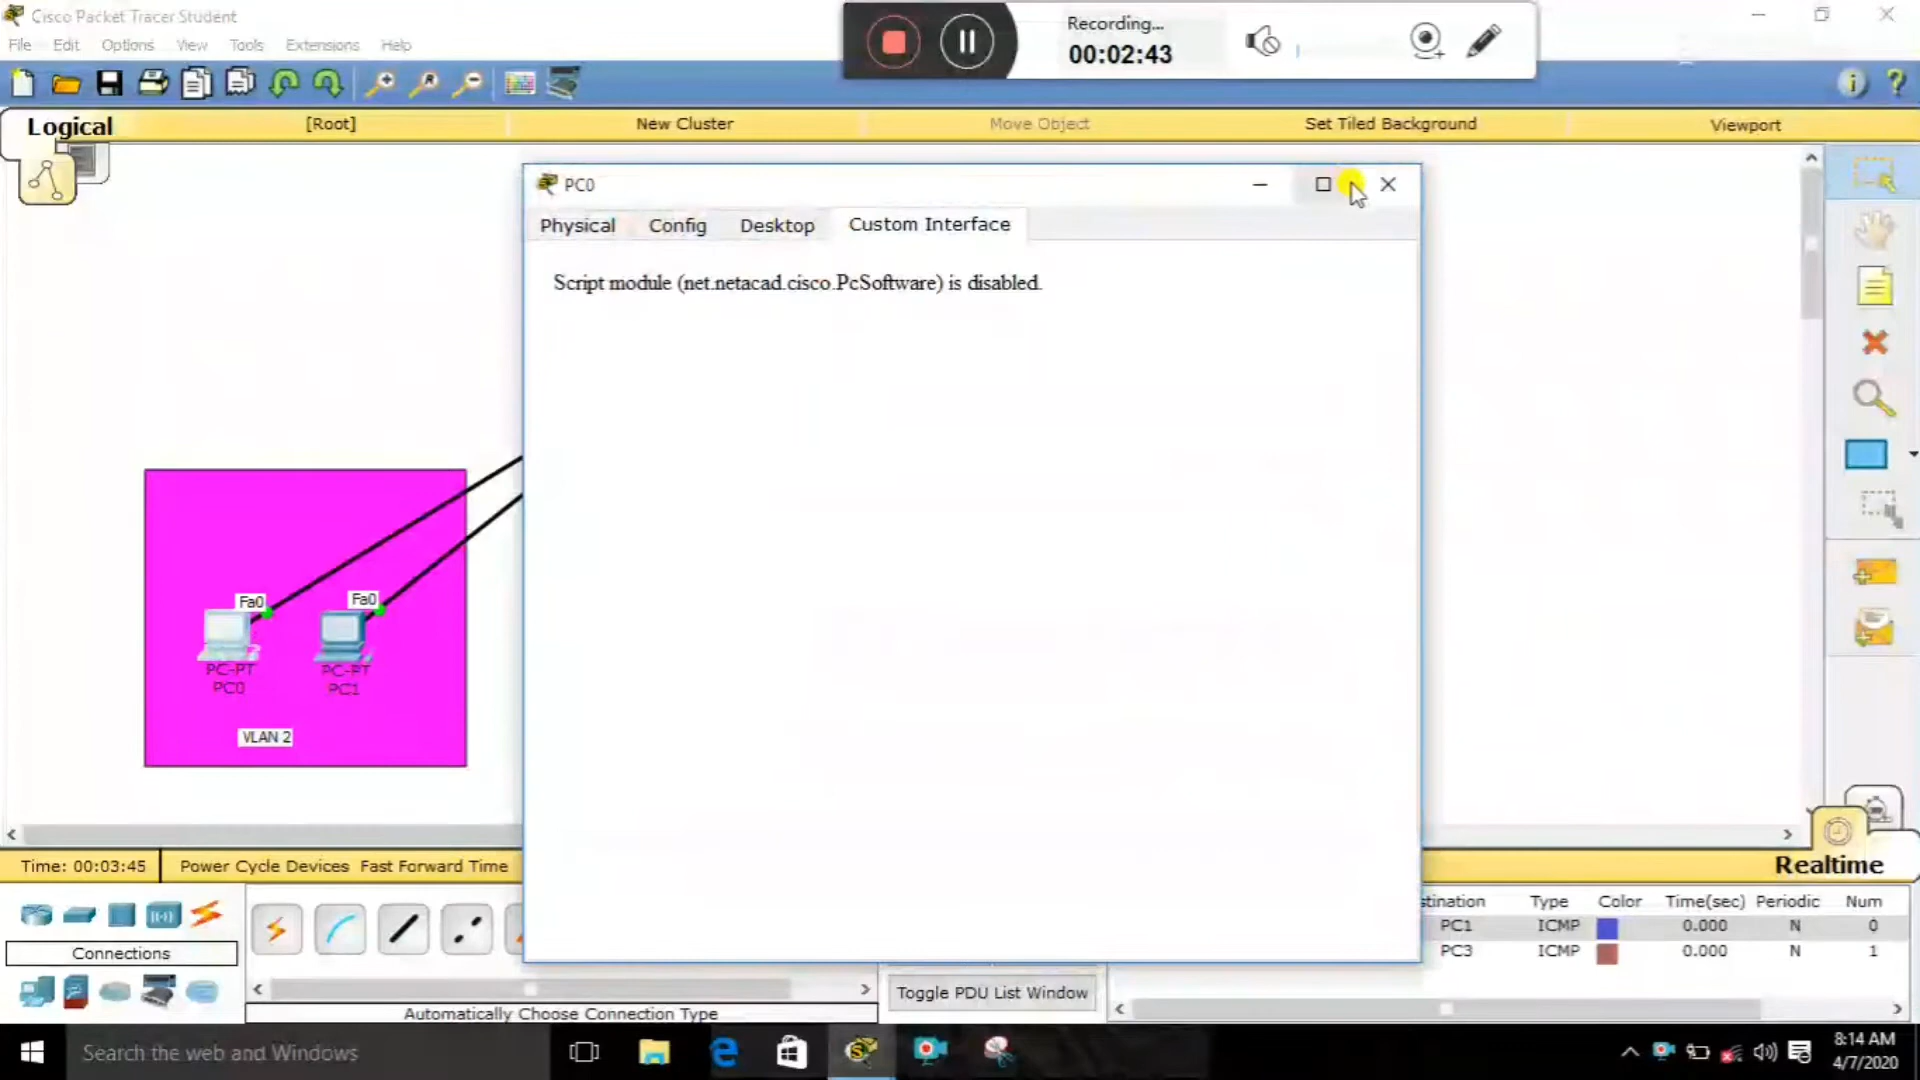 Cisco Packet Tracer Student
Recording...
00:02:43
File Edit Options View Tools Extensions Help
Logical
[Root]
New Cluster
Move Object
Set Tiled Background
Viewport
PC0
Physical Config Desktop Custom Interface
Script module (net.netacad.cisco.PcSoftware) is disabled.
Fa0
Fa0
PC-PT
PC0
PC-PT
PC1
VLAN 2
Time: 00:03:45
Power Cycle Devices Fast Forward Time
Realtime
Connections
Automatically Choose Connection Type
Toggle PDU List Window
stination Type Color Time(sec) Periodic Num
PC1 ICMP 0.000 N 0
PC3 ICMP 0.000 N 1
Search the web and Windows
8:14 AM
4/7/2020